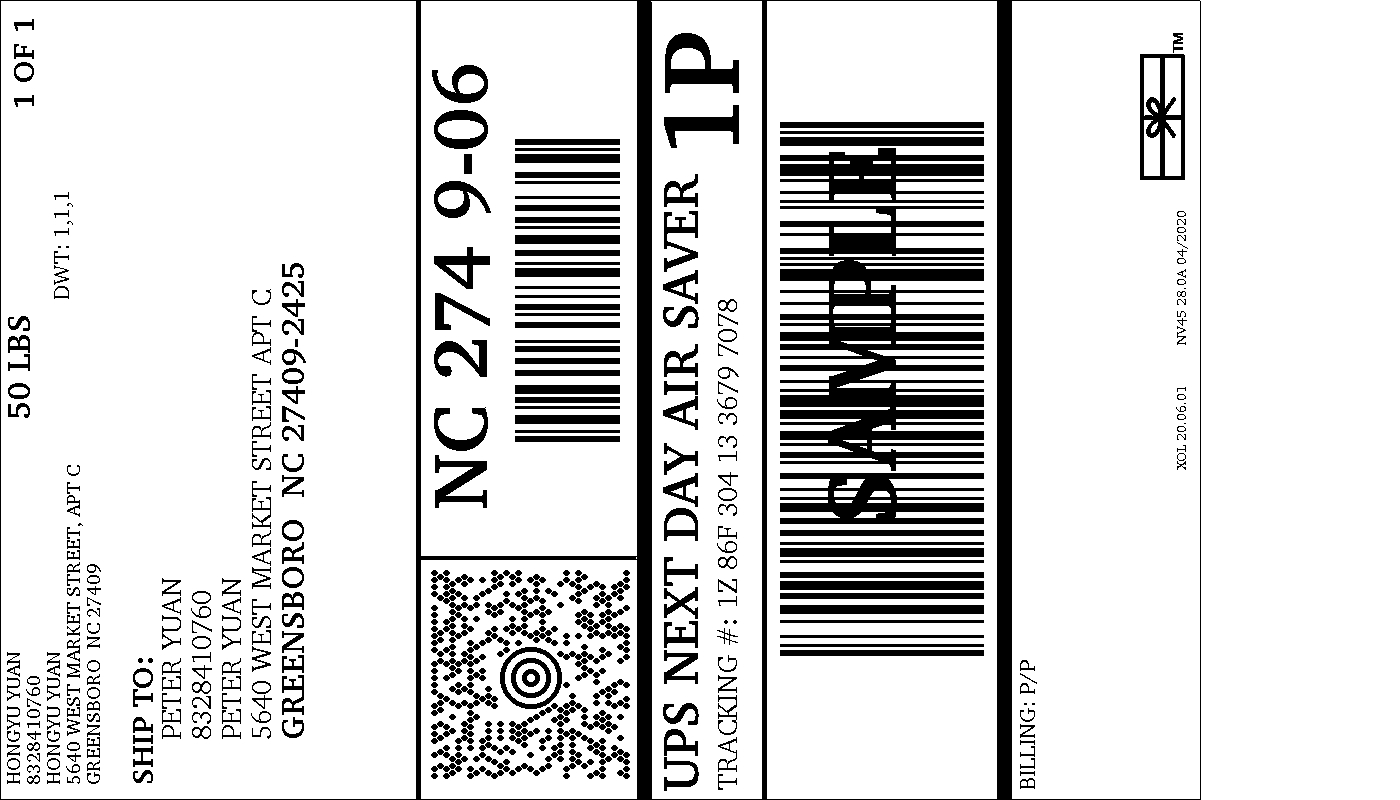 HONGYU YUAN
8328410760
HONGYU YUAN
5640 WEST MARKET STREET, APT C
GREENSBORO NC 27409
50 LBS
1 OF 1
DWT: 1,1,1
SHIP TO:
PETER YUAN
8328410760
PETER YUAN
5640 WEST MARKET STREET APT C
GREENSBORO NC 27409-2425
NC 274 9-06
UPS NEXT DAY AIR SAVER
1P
TRACKING #: 1Z 86F 304 13 3679 7078
SAMPLE
BILLING: P/P
XOL 20.06.01
NV45 28.0A 04/2020
TM